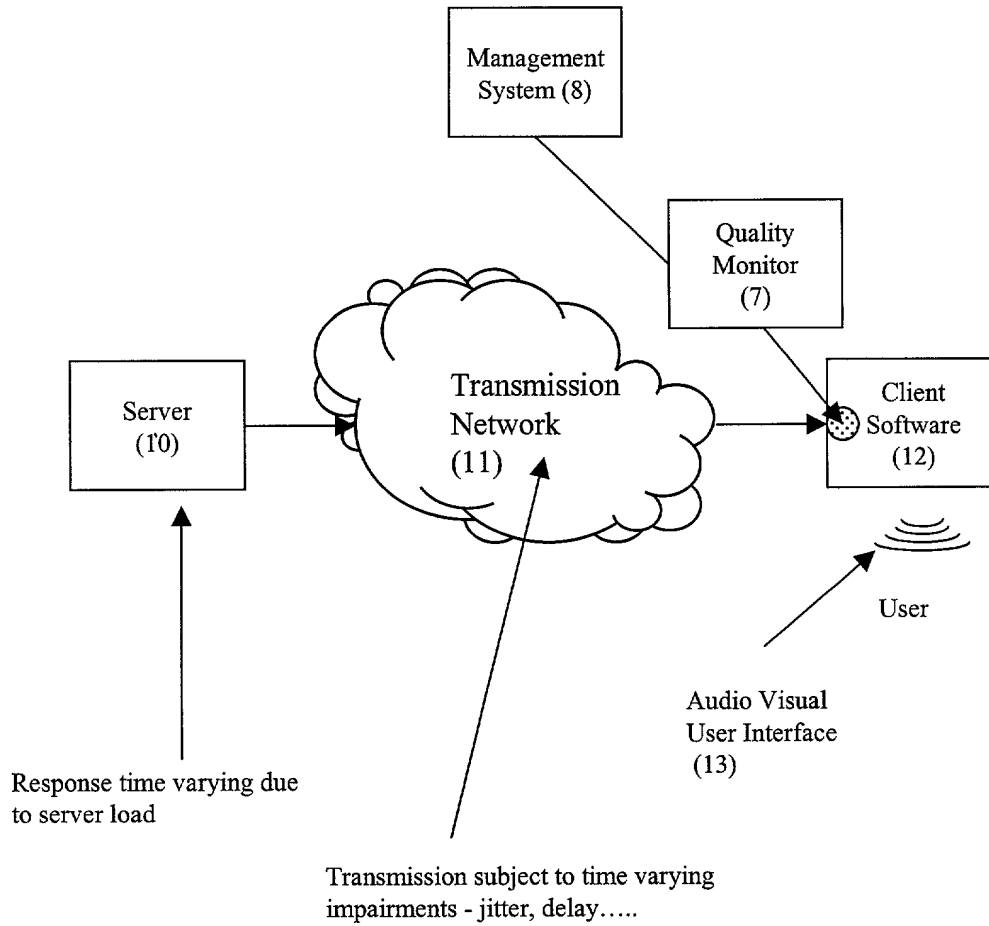 Management
System (8)
Quality
Monitor
(7)
Server
(10)
Transmission
Network
(11)
Client
Software
(12)
User
Audio Visual
User Interface
(13)
Response time varying due
to server load
Transmission subject to time varying
impairments - jitter, delay…..